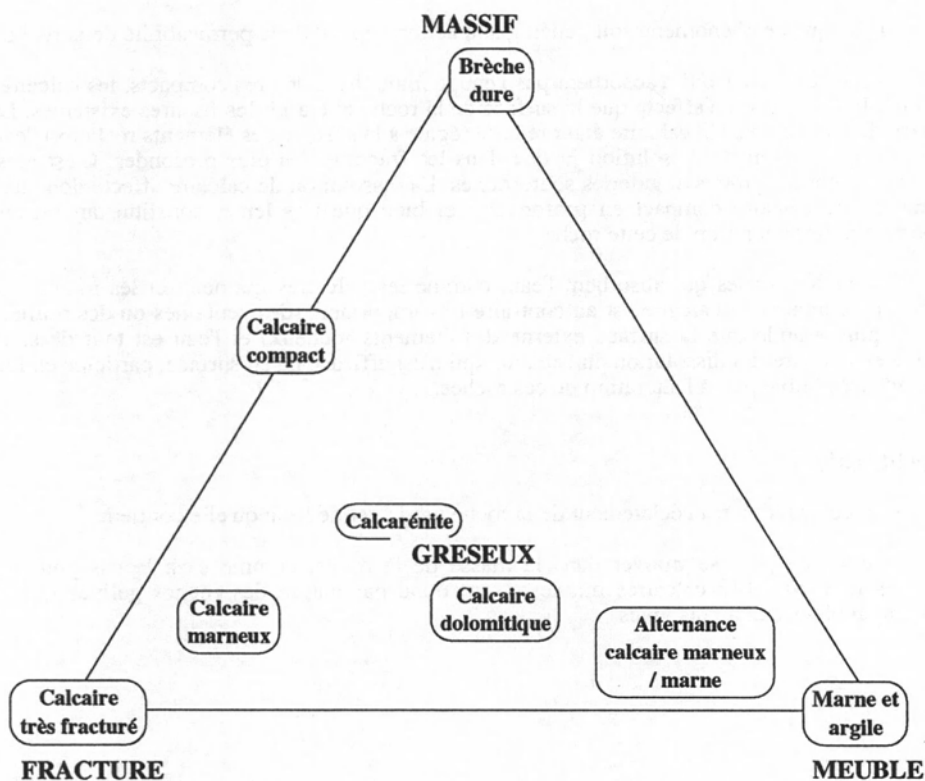 MASSIF
Brèche
dure
Calcaire
compact
Calcarénite
GRESEUX
Calcaire
marneux
Calcaire
dolomitique
Alternance
calcaire marneux
/ marne
Calcaire
très fracturé
Marne et
argile
FRACTURE
MEUBLE